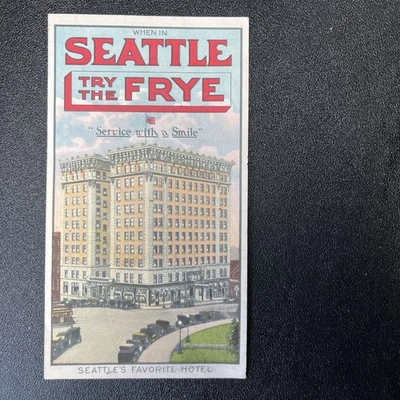 WHEN IN
SEATTLE
TRY THE FRYE
"Service with a Smile"
SEATTLE'S FAVORITE HOTEL